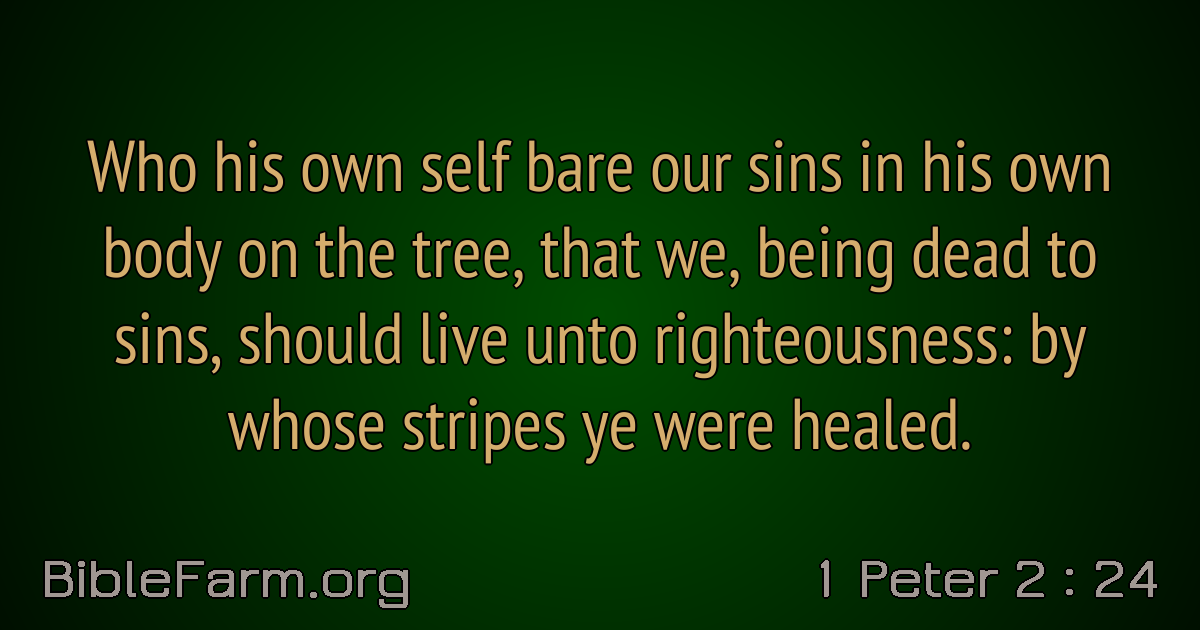 Who his own self bare our sins in his own
body on the tree, that we, being dead to
sins, should live unto righteousness: by
whose stripes ye were healed.
BibleFarm.org
1 Peter 2 : 24